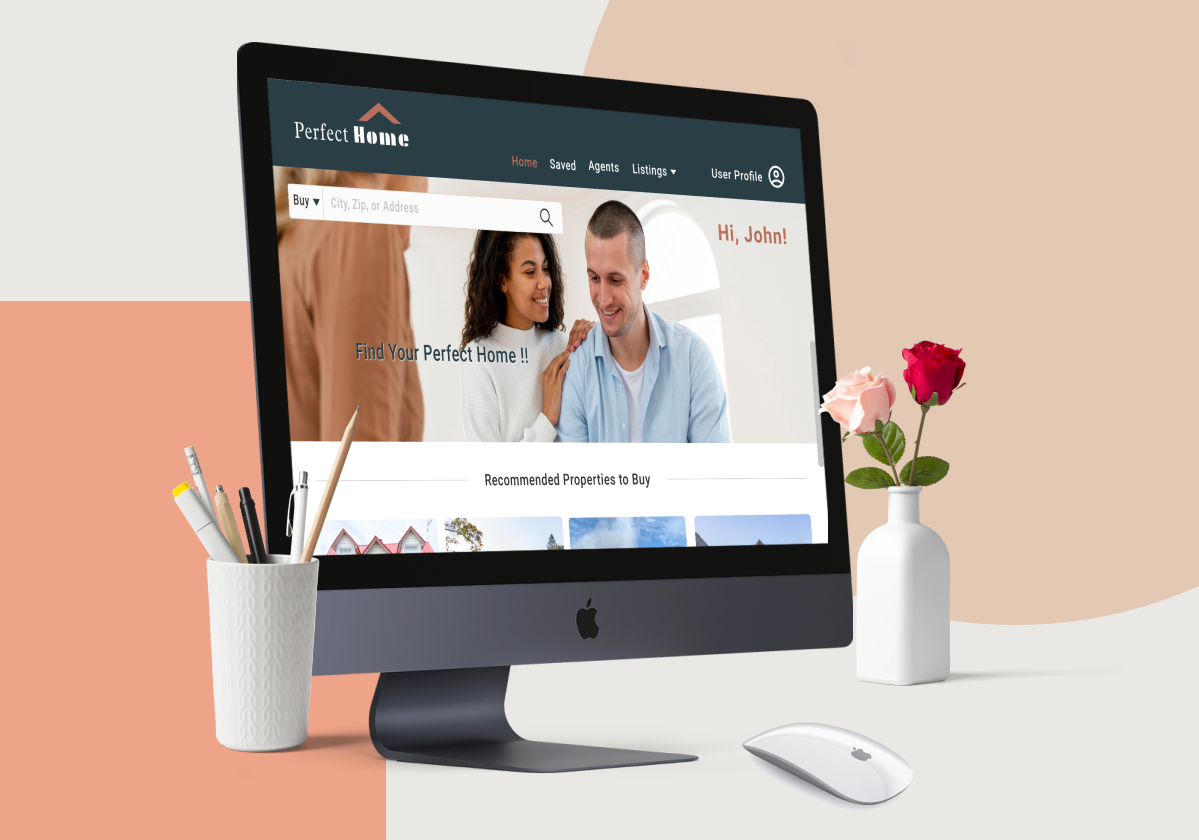 Perfect Home
Home Saved Agents Listings ▾ User Profile
Buy ▾ City, Zip, or Address
Hi, John!
Find Your Perfect Home !!
Recommended Properties to Buy